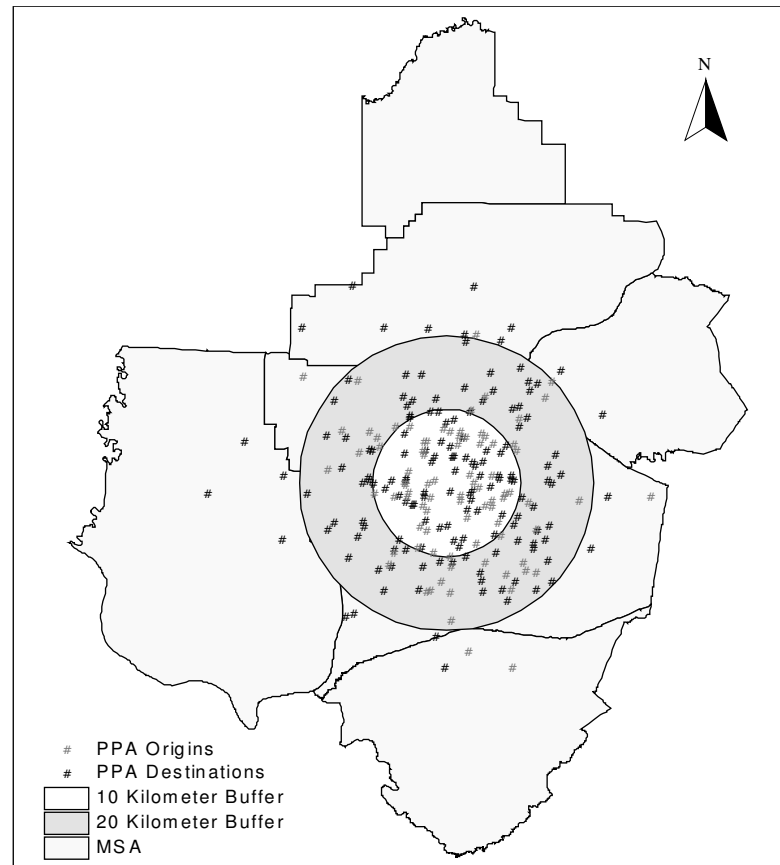 N
# PPA Origins
# PPA Destinations
10 Kilometer Buffer
20 Kilometer Buffer
MSA